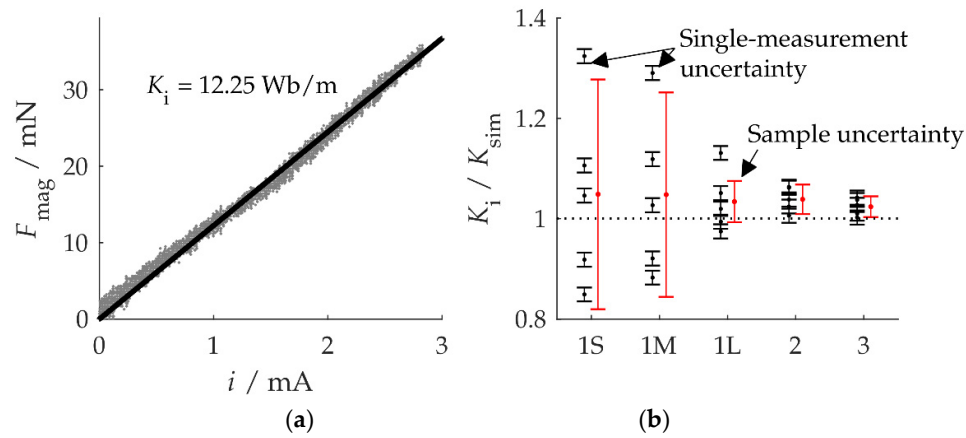 F_mag / mN
30
20
10
0
K_i = 12.25 Wb/m
0
1
2
3
i / mA
(a)
K_i / K_sim
1.4
1.2
1
0.8
Single-measurement
uncertainty
Sample uncertainty
1S
1M
1L
2
3
(b)